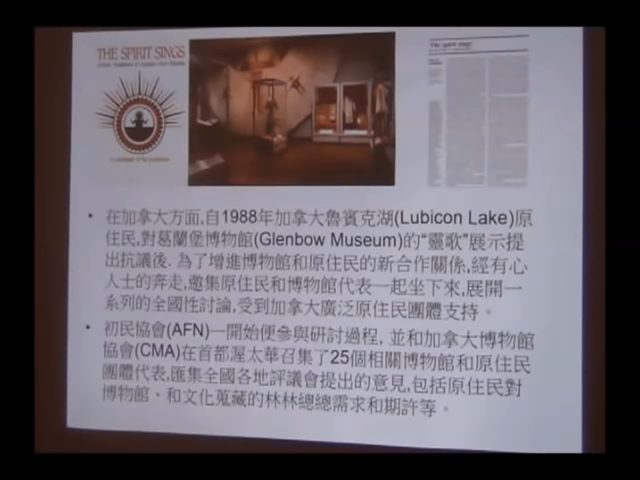 THE SPIRIT SINGS
The spirit sings
• 在加拿大方面,自1988年加拿大魯賓克湖(Lubicon Lake)原
住民,對葛蘭堡博物館(Glenbow Museum)的“靈歌”展示提
出抗議後. 為了增進博物館和原住民的新合作關係,經有心
人士的奔走,邀集原住民和博物館代表一起坐下來,展開一
系列的全國性討論,受到加拿大廣泛原住民團體支持。
• 初民協會(AFN)一開始便參與研討過程, 並和加拿大博物館
協會(CMA)在首都渥太華召集了25個相關博物館和原住民
團體代表,匯集全國各地評議會提出的意見,包括原住民對
博物館、和文化蒐藏的林林總總需求和期許等。